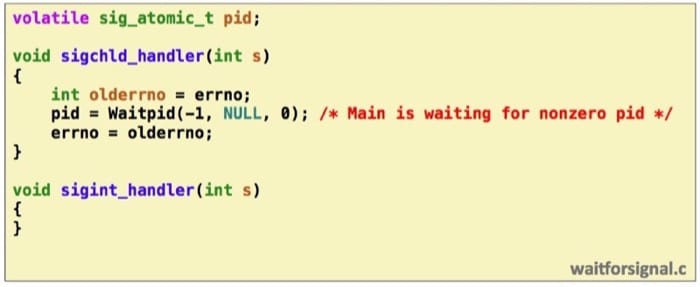 volatile sig_atomic_t pid;
void sigchld_handler(int s)
{
int olderrno = errno;
pid = Waitpid(-1, NULL, 0); /* Main is waiting for nonzero pid */
errno = olderrno;
}
void sigint_handler(int s)
{
}
waitforsignal.c